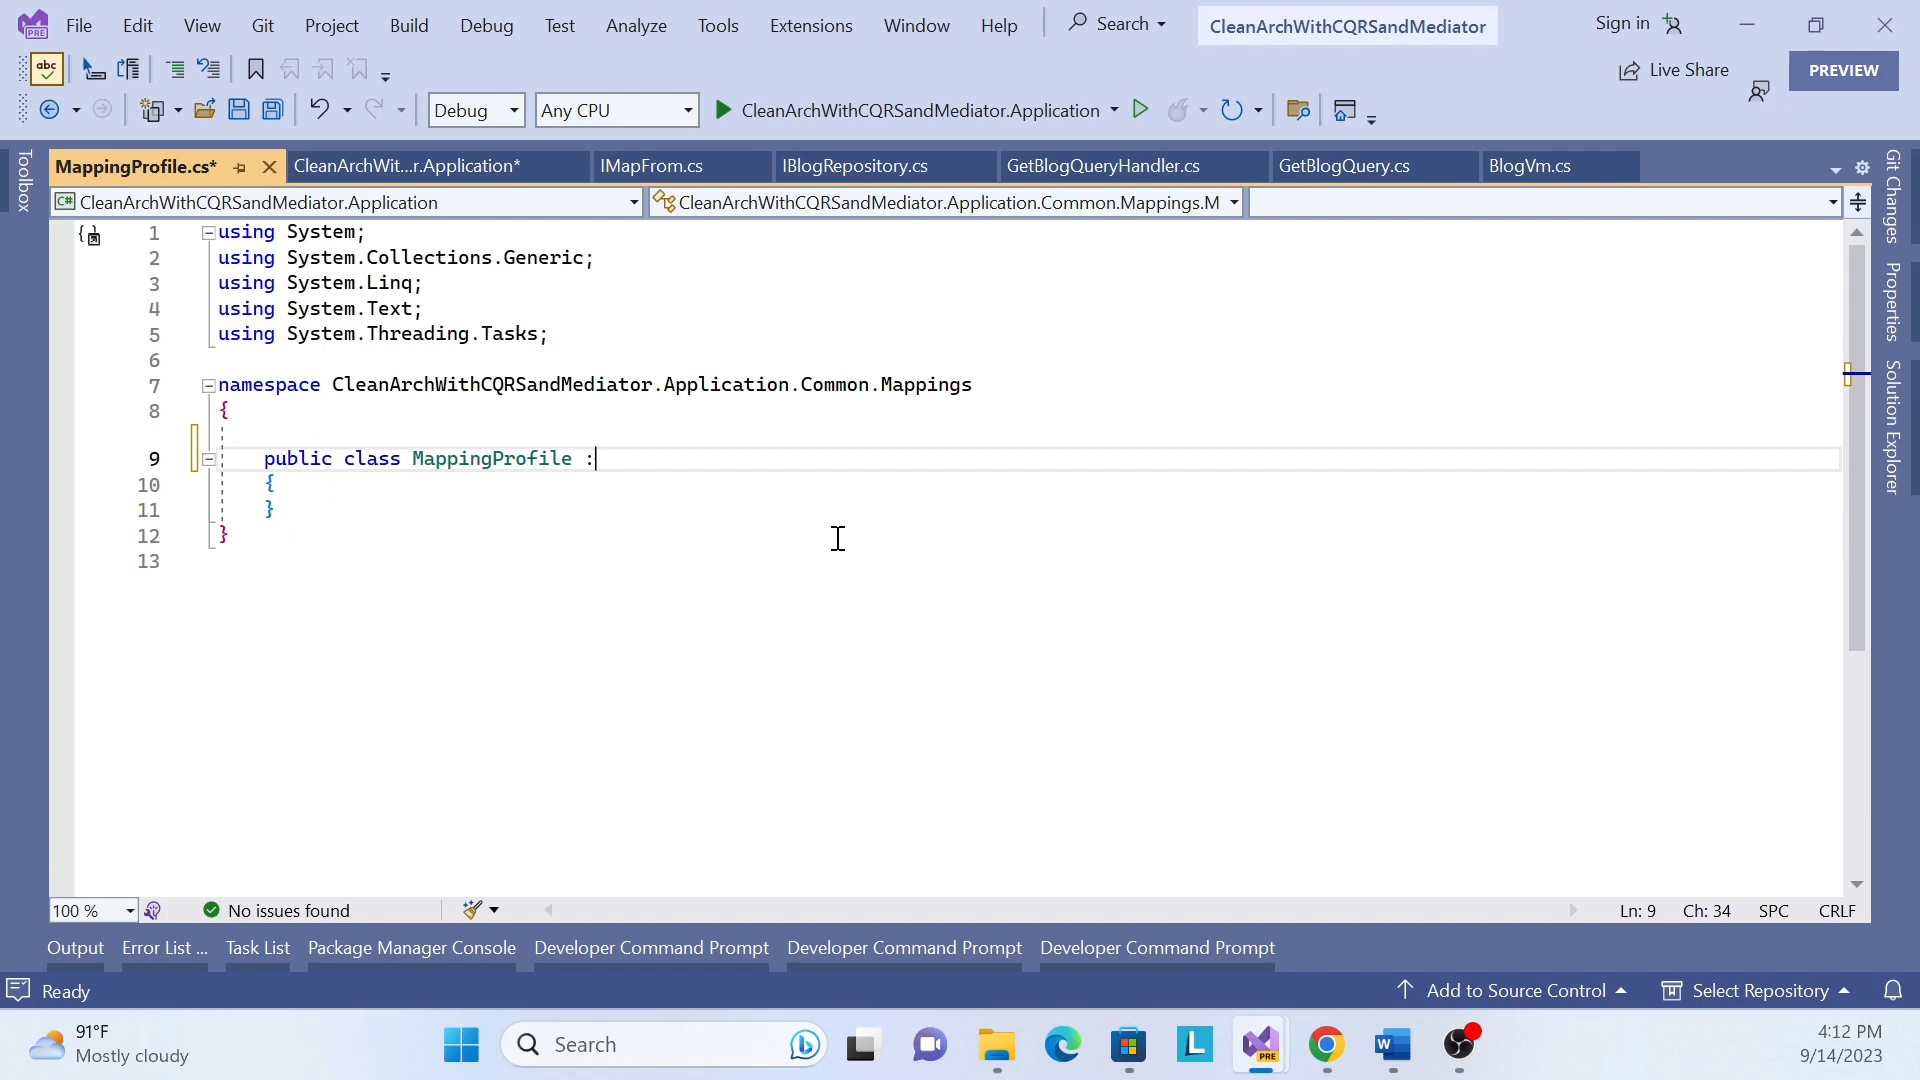 File Edit View Git Project Build Debug Test Analyze Tools Extensions Window Help Search CleanArchWithCQRSandMediator Sign in
PRE
abc
Live Share PREVIEW
Debug Any CPU CleanArchWithCQRSandMediator.Application
Toolbox
MappingProfile.cs* CleanArchWit...r.Application* IMapFrom.cs IBlogRepository.cs GetBlogQueryHandler.cs GetBlogQuery.cs BlogVm.cs
C# CleanArchWithCQRSandMediator.Application CleanArchWithCQRSandMediator.Application.Common.Mappings.M
1 using System;
2 using System.Collections.Generic;
3 using System.Linq;
4 using System.Text;
5 using System.Threading.Tasks;
6
7 namespace CleanArchWithCQRSandMediator.Application.Common.Mappings
8 {
9 public class MappingProfile :
10 {
11 }
12 }
13
Git Changes
Properties
Solution Explorer
100 % No issues found Ln: 9 Ch: 34 SPC CRLF
Output Error List ... Task List Package Manager Console Developer Command Prompt Developer Command Prompt Developer Command Prompt
Ready Add to Source Control Select Repository
91°F
Mostly cloudy
Search
L
PRE
W
4:12 PM
9/14/2023